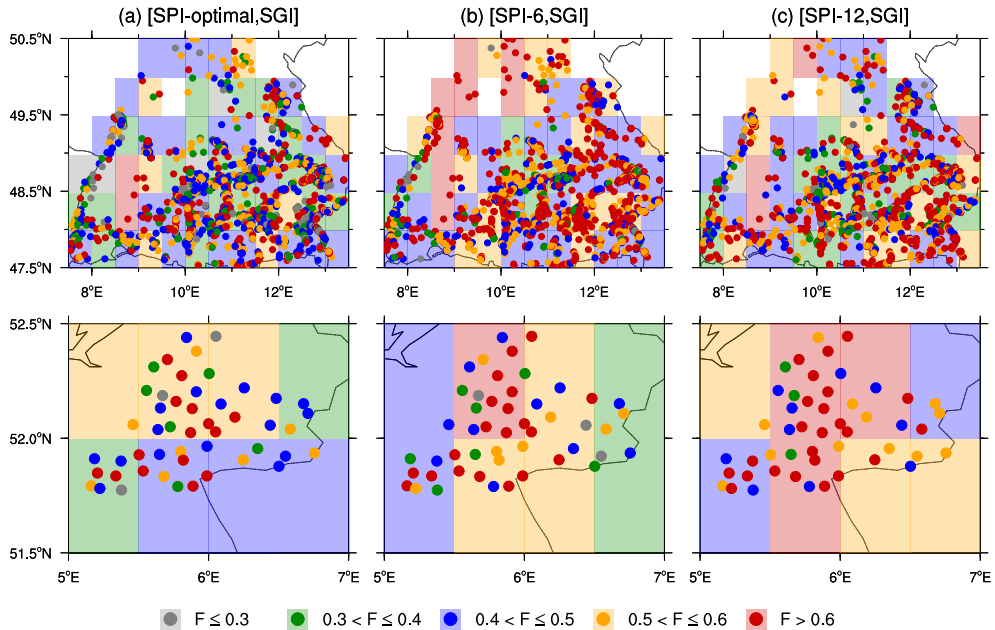 (a) [SPI-optimal,SGI] (b) [SPI-6,SGI] (c) [SPI-12,SGI]
50.5°N
49.5°N
48.5°N
47.5°N
8°E 10°E 12°E 8°E 10°E 12°E 8°E 10°E 12°E
52.5°N
52.0°N
51.5°N
5°E 6°E 7°E 5°E 6°E 7°E 5°E 6°E 7°E
F ≤ 0.3 0.3 < F ≤ 0.4 0.4 < F ≤ 0.5 0.5 < F ≤ 0.6 F > 0.6